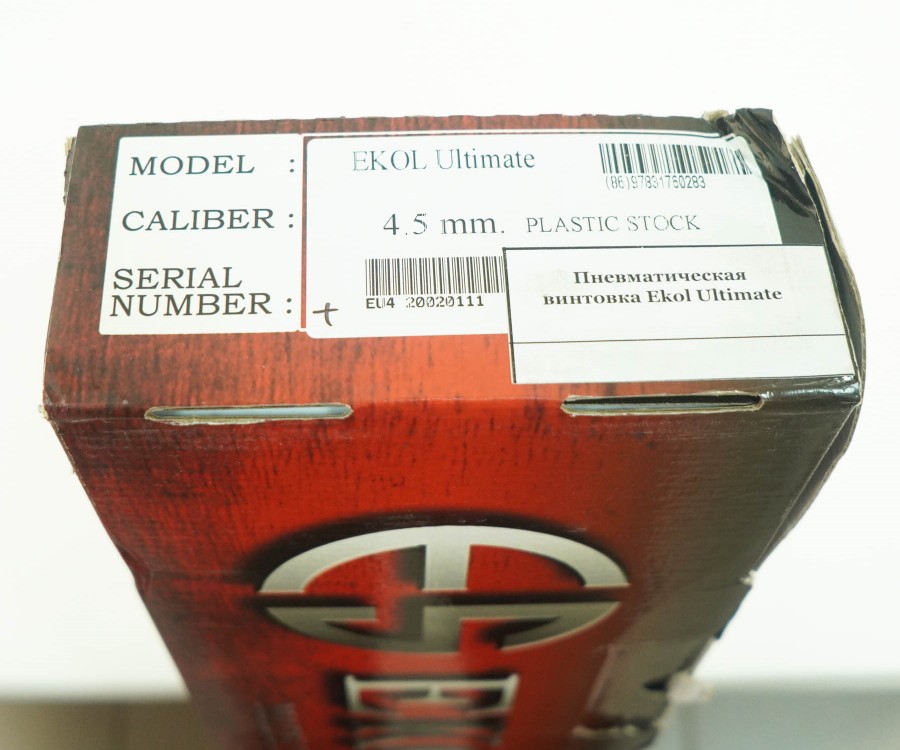 MODEL : EKOL Ultimate
(86)97831760283
CALIBER : 4.5 mm. PLASTIC STOCK
SERIAL
NUMBER : +
EU4 20020111
Пневматическая
винтовка Ekol Ultimate